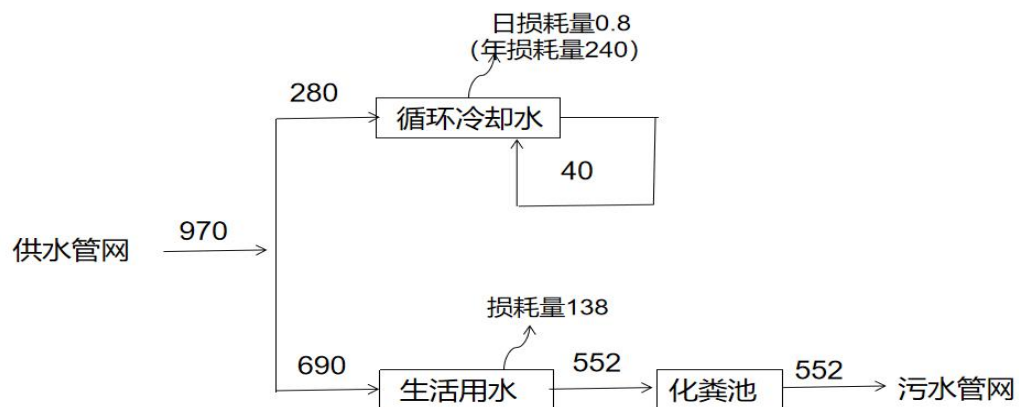 日损耗量0.8
（年损耗量240）
280
循环冷却水
40
970
供水管网
损耗量138
690
生活用水
552
化粪池
552
污水管网